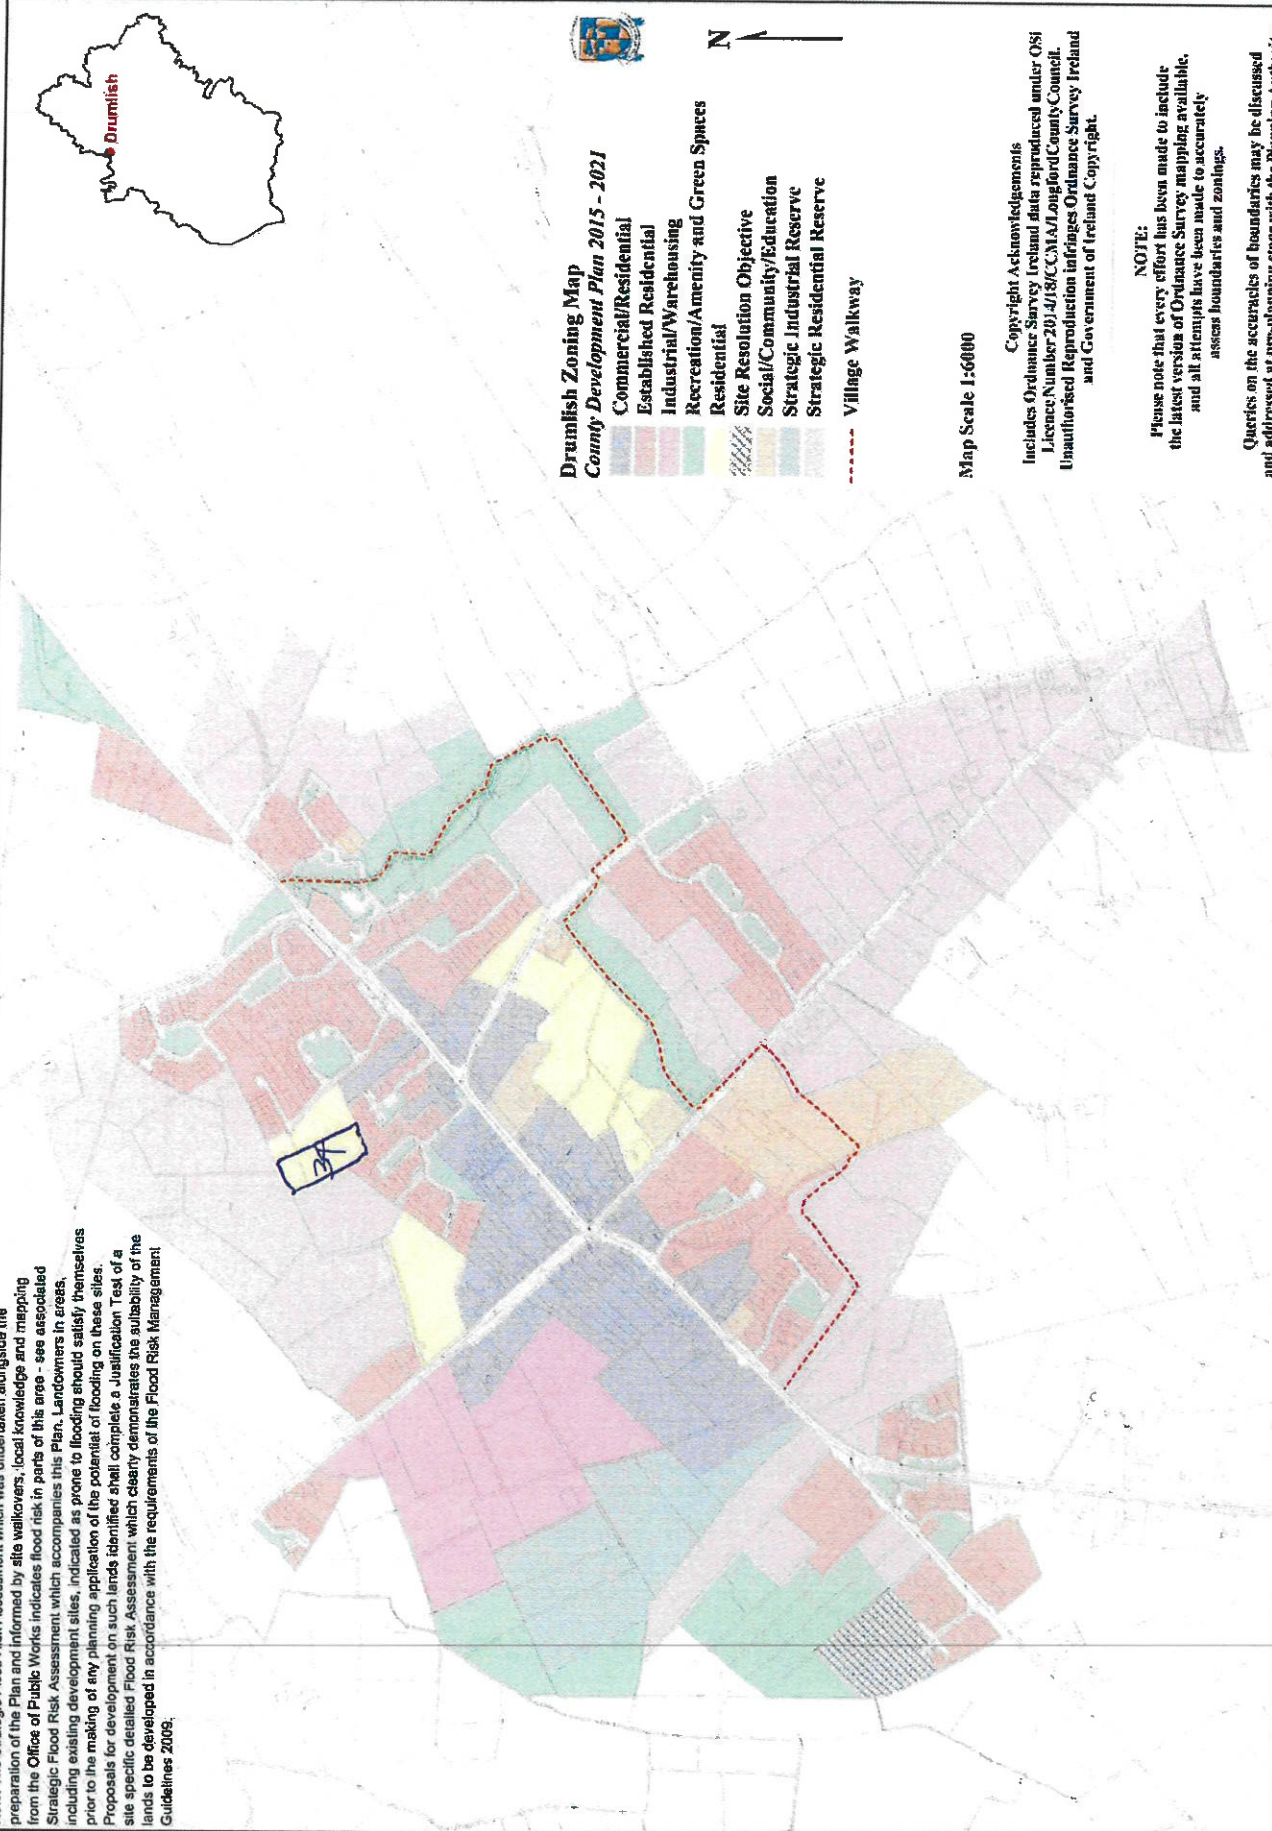 preparation of the Plan and informed by site walkovers, local knowledge and mapping
from the Office of Public Works indicates flood risk in parts of this area - see associated
Strategic Flood Risk Assessment which accompanies this Plan. Landowners in areas,
including existing development sites, indicated as prone to flooding should satisfy themselves
prior to the making of any planning application of the potential of flooding on these sites.
Proposals for development on such lands identified shall complete a Justification Test of a
site specific detailed Flood Risk Assessment which clearly demonstrates the suitability of the
lands to be developed in accordance with the requirements of the Flood Risk Management
Guidelines 2009.
Drumlish
Drumlish Zoning Map
County Development Plan 2015 - 2021
Commercial/Residential
Established Residential
Industrial/Warehousing
Recreation/Amenity and Green Spaces
Residential
Site Resolution Objective
Social/Community/Education
Strategic Industrial Reserve
Strategic Residential Reserve
Village Walkway
N
Map Scale 1:6000
Copyright Acknowledgements
Includes Ordnance Survey Ireland data reproduced under OSi
Licence Number 2014/18/CCMA/LongfordCountyCouncil.
Unauthorised Reproduction infringes Ordnance Survey Ireland
and Government of Ireland Copyright.
NOTE:
Please note that every effort has been made to include
the latest version of Ordnance Survey mapping available,
and all attempts have been made to accurately
assess boundaries and zonings.
Queries on the accuracies of boundaries may be discussed